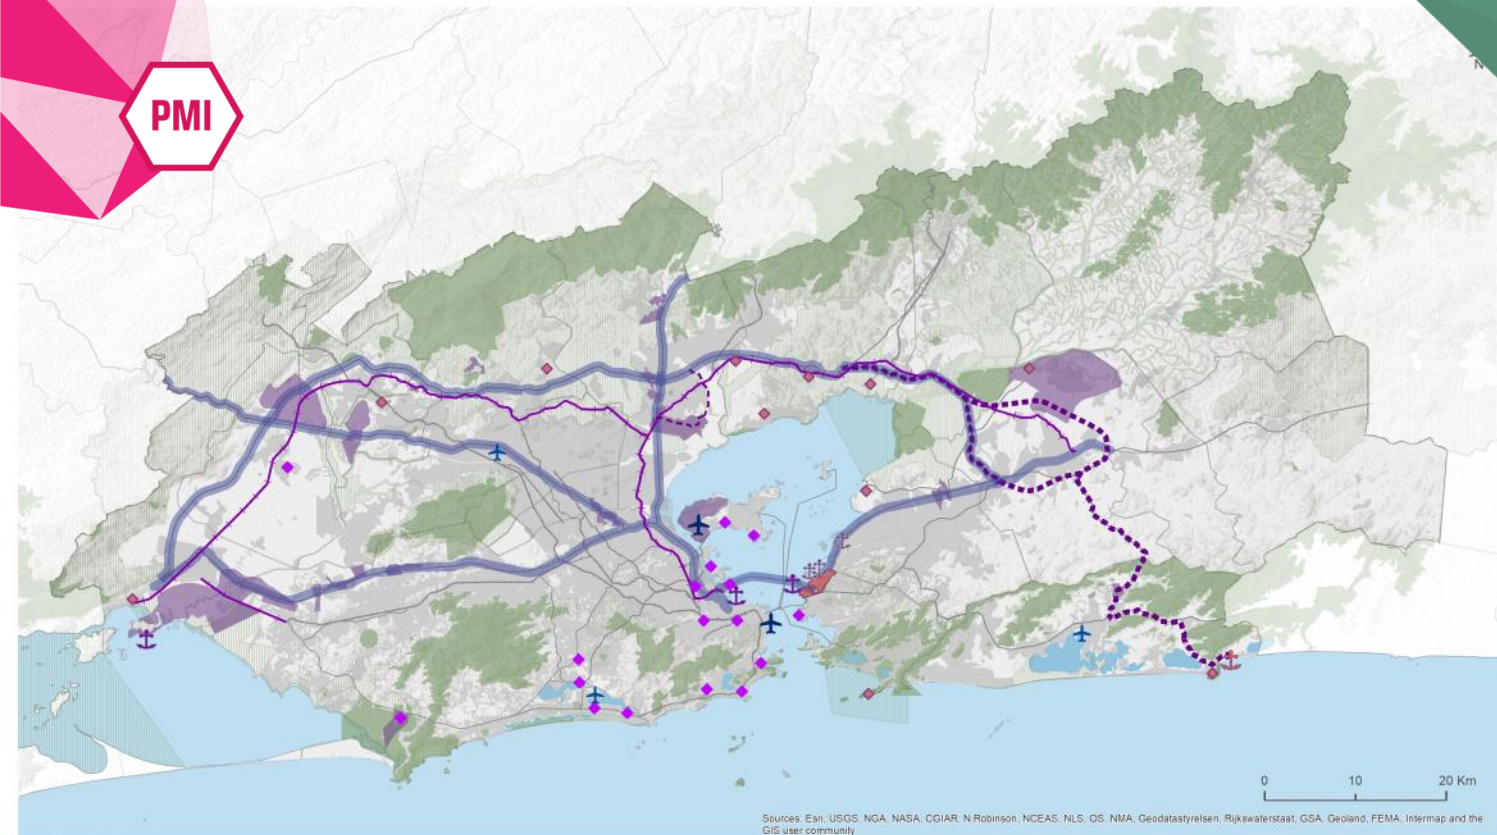 PMI
N
0 10 20 Km
Sources: Esri, USGS, NGA, NASA, CGIAR, N Robinson, NCEAS, NLS, OS, NMA, Geodatastyrelsen, Rijkswaterstaat, GSA, Geoland, FEMA, Intermap and the
GIS user community